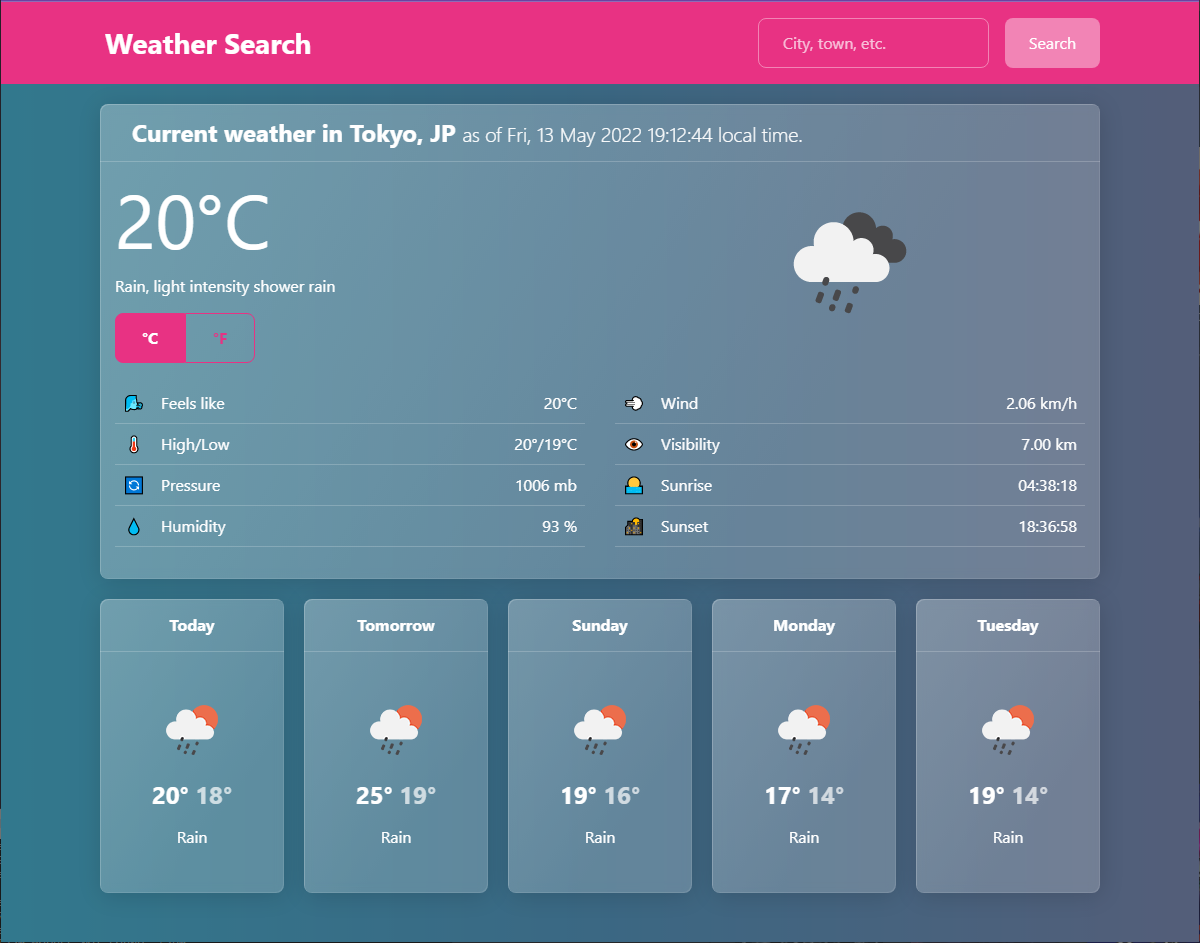 Weather Search
City, town, etc.
Search
Current weather in Tokyo, JP as of Fri, 13 May 2022 19:12:44 local time.
20°C
Rain, light intensity shower rain
°C °F
Feels like 20°C
High/Low 20°/19°C
Pressure 1006 mb
Humidity 93 %
Wind 2.06 km/h
Visibility 7.00 km
Sunrise 04:38:18
Sunset 18:36:58
Today
20° 18°
Rain
Tomorrow
25° 19°
Rain
Sunday
19° 16°
Rain
Monday
17° 14°
Rain
Tuesday
19° 14°
Rain